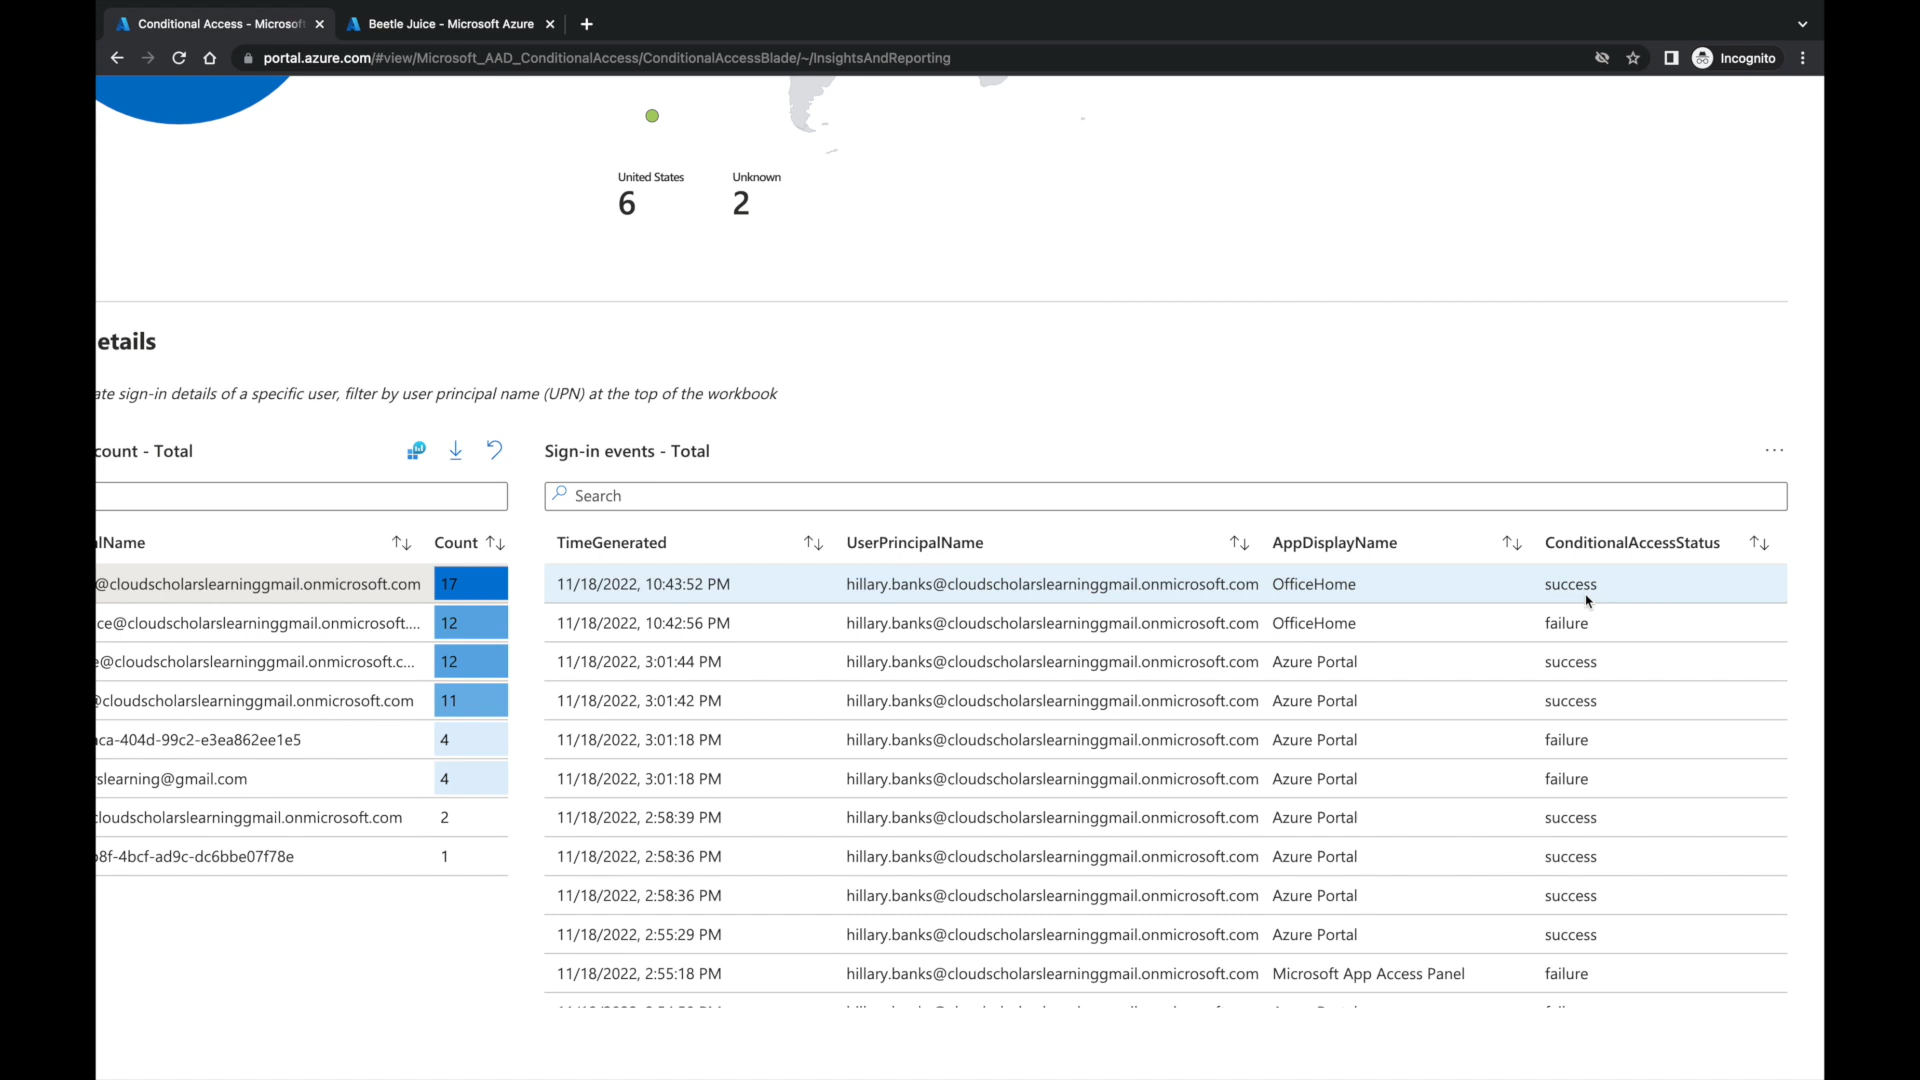 Conditional Access - Microsof
Beetle Juice - Microsoft Azure
portal.azure.com/#view/Microsoft_AAD_ConditionalAccess/ConditionalAccessBlade/~/InsightsAndReporting
Incognito
United States
Unknown
6
2
etails
ate sign-in details of a specific user, filter by user principal name (UPN) at the top of the workbook
count - Total
Sign-in events - Total
Search
lName
Count
TimeGenerated
UserPrincipalName
AppDisplayName
ConditionalAccessStatus
@cloudscholarslearninggmail.onmicrosoft.com 17
ce@cloudscholarslearninggmail.onmicrosoft.... 12
e@cloudscholarslearninggmail.onmicrosoft.c... 12
@cloudscholarslearninggmail.onmicrosoft.com 11
ca-404d-99c2-e3ea862ee1e5 4
slearning@gmail.com 4
cloudscholarslearninggmail.onmicrosoft.com 2
8f-4bcf-ad9c-dc6bbe07f78e 1
11/18/2022, 10:43:52 PM hillary.banks@cloudscholarslearninggmail.onmicrosoft.com OfficeHome success
11/18/2022, 10:42:56 PM hillary.banks@cloudscholarslearninggmail.onmicrosoft.com OfficeHome failure
11/18/2022, 3:01:44 PM hillary.banks@cloudscholarslearninggmail.onmicrosoft.com Azure Portal success
11/18/2022, 3:01:42 PM hillary.banks@cloudscholarslearninggmail.onmicrosoft.com Azure Portal success
11/18/2022, 3:01:18 PM hillary.banks@cloudscholarslearninggmail.onmicrosoft.com Azure Portal failure
11/18/2022, 3:01:18 PM hillary.banks@cloudscholarslearninggmail.onmicrosoft.com Azure Portal failure
11/18/2022, 2:58:39 PM hillary.banks@cloudscholarslearninggmail.onmicrosoft.com Azure Portal success
11/18/2022, 2:58:36 PM hillary.banks@cloudscholarslearninggmail.onmicrosoft.com Azure Portal success
11/18/2022, 2:58:36 PM hillary.banks@cloudscholarslearninggmail.onmicrosoft.com Azure Portal success
11/18/2022, 2:55:29 PM hillary.banks@cloudscholarslearninggmail.onmicrosoft.com Azure Portal success
11/18/2022, 2:55:18 PM hillary.banks@cloudscholarslearninggmail.onmicrosoft.com Microsoft App Access Panel failure